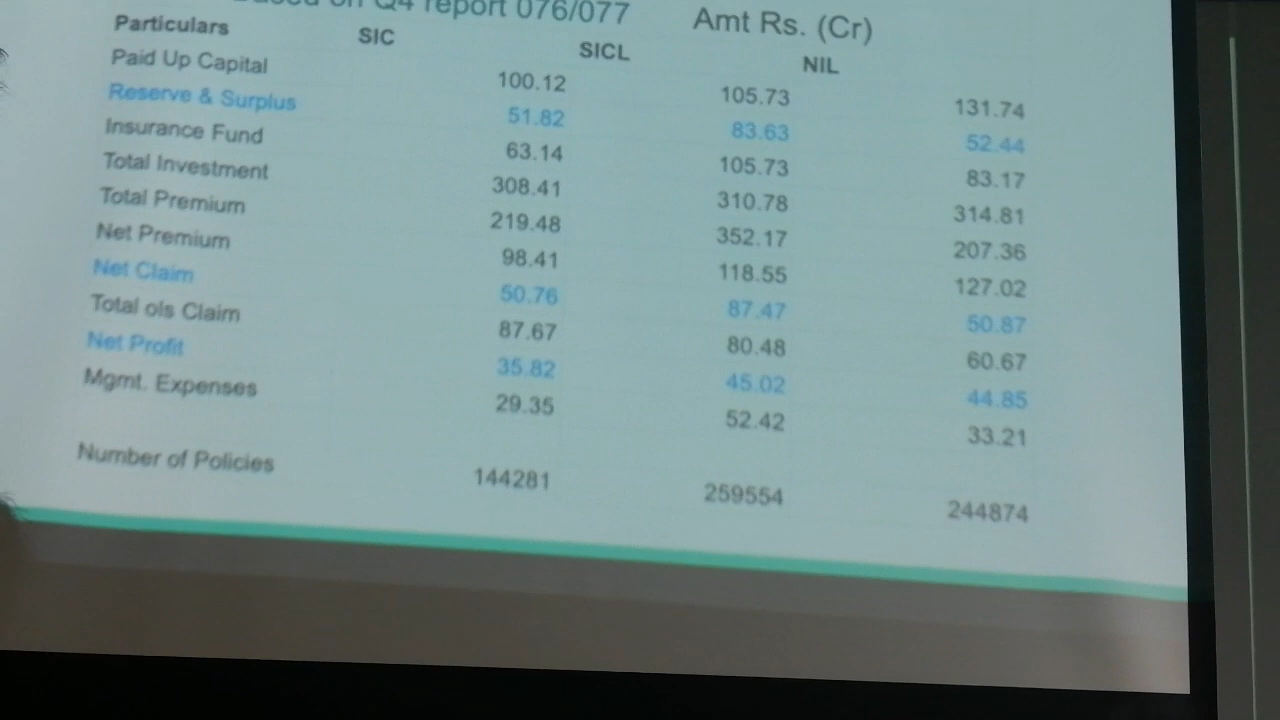 on Q4 report 076/077 Amt Rs. (Cr)
Particulars SIC SICL NIL
Paid Up Capital 100.12 105.73 131.74
Reserve & Surplus 51.82 83.63 52.44
Insurance Fund 63.14 105.73 83.17
Total Investment 308.41 310.78 314.81
Total Premium 219.48 352.17 207.36
Net Premium 98.41 118.55 127.02
Net Claim 50.76 87.47 50.87
Total ols Claim 87.67 80.48 60.67
Net Profit 35.82 45.02 44.85
Mgmt. Expenses 29.35 52.42 33.21
Number of Policies 144281 259554 244874